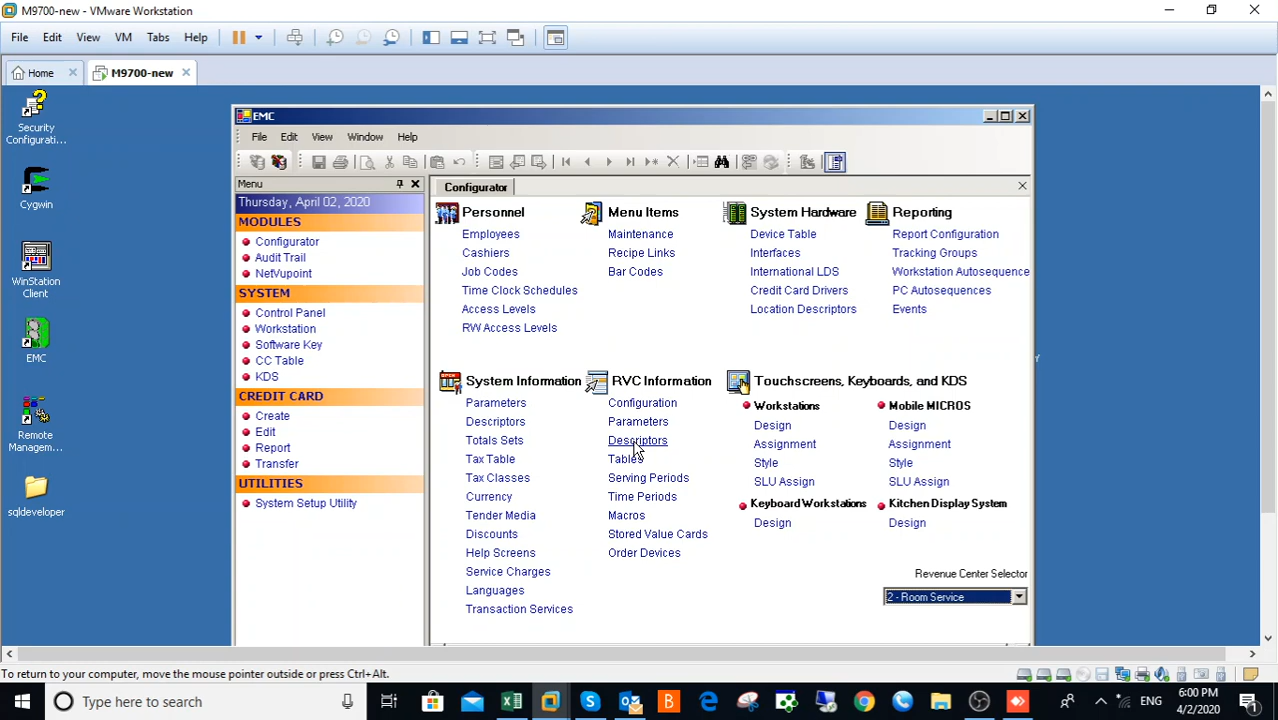 M9700-new - VMware Workstation
File Edit View VM Tabs Help
Home M9700-new
Security
Configurati...
Cygwin
WinStation
Client
EMC
Remote
Managem...
sqldeveloper
EMC
File Edit View Window Help
Menu
Thursday, April 02, 2020
MODULES
Configurator
Audit Trail
NetVupoint
SYSTEM
Control Panel
Workstation
Software Key
CC Table
KDS
CREDIT CARD
Create
Edit
Report
Transfer
UTILITIES
System Setup Utility
Configurator
Personnel
Employees
Cashiers
Job Codes
Time Clock Schedules
Access Levels
RW Access Levels
Menu Items
Maintenance
Recipe Links
Bar Codes
System Hardware
Device Table
Interfaces
International LDS
Credit Card Drivers
Location Descriptors
Reporting
Report Configuration
Tracking Groups
Workstation Autosequence
PC Autosequences
Events
System Information
Parameters
Descriptors
Totals Sets
Tax Table
Tax Classes
Currency
Tender Media
Discounts
Help Screens
Service Charges
Languages
Transaction Services
RVC Information
Configuration
Parameters
Descriptors
Tables
Serving Periods
Time Periods
Macros
Stored Value Cards
Order Devices
Touchscreens, Keyboards, and KDS
Workstations
Design
Assignment
Style
SLU Assign
Keyboard Workstations
Design
Mobile MICROS
Design
Assignment
Style
SLU Assign
Kitchen Display System
Design
Revenue Center Selector
2 - Room Service
To return to your computer, move the mouse pointer outside or press Ctrl+Alt.
Type here to search
ENG
6:00 PM
4/2/2020